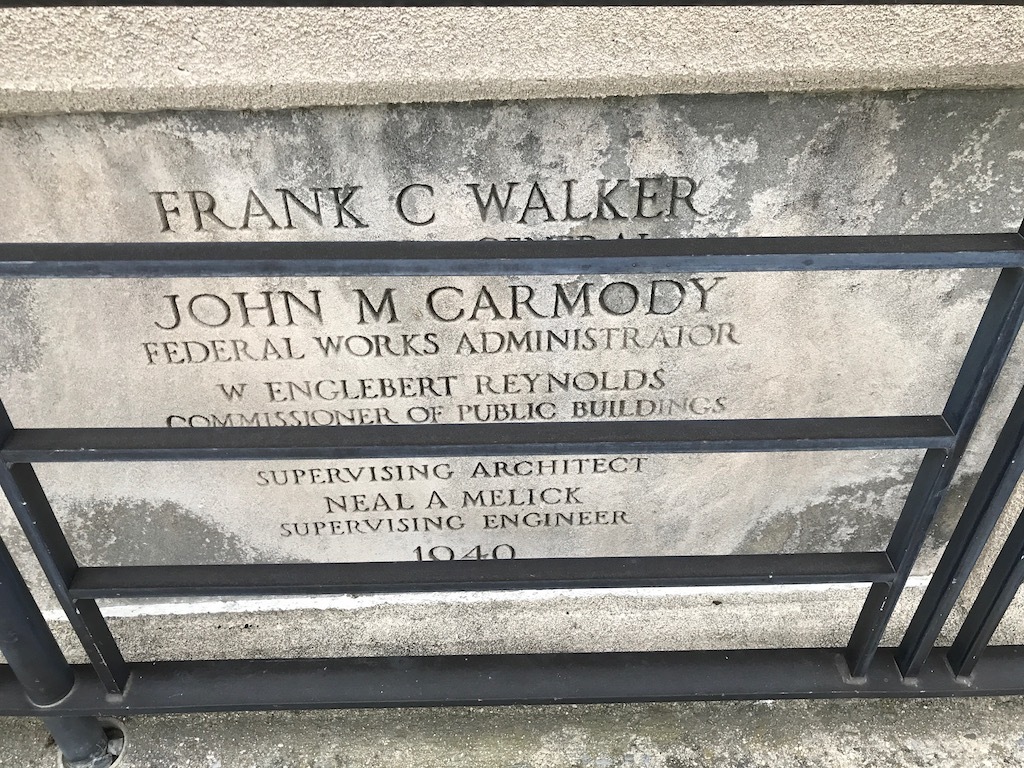 FRANK C WALKER
GENERAL
JOHN M CARMODY
FEDERAL WORKS ADMINISTRATOR
W ENGLEBERT REYNOLDS
COMMISSIONER OF PUBLIC BUILDINGS
SUPERVISING ARCHITECT
NEAL A MELICK
SUPERVISING ENGINEER
1940